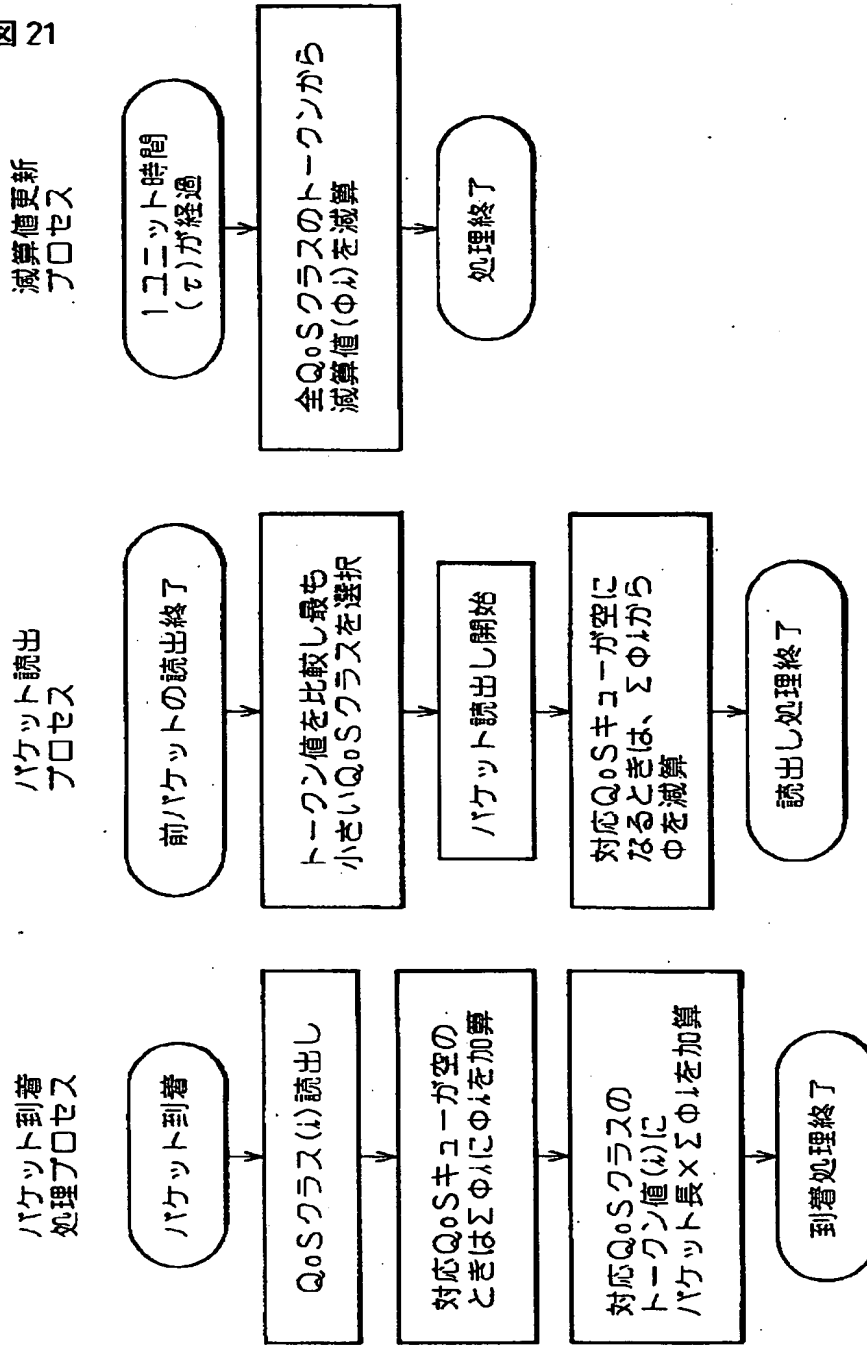 図 21
パケット到着
処理プロセス
パケット到着
QoSクラス(i)読出し
対応QoSキューが空の
ときはΣΦiにΦiを加算
対応QoSクラスの
トークン値(i)に
パケット長×ΣΦiを加算
到着処理終了
パケット読出
プロセス
前パケットの読出終了
トークン値を比較し最も
小さいQoSクラスを選択
パケット読出し開始
対応QoSキューが空に
なるときは、ΣΦiから
Φを減算
読出し処理終了
減算値更新
プロセス
1ユニット時間
(τ)が経過
全QoSクラスのトークンから
減算値(Φi)を減算
処理終了